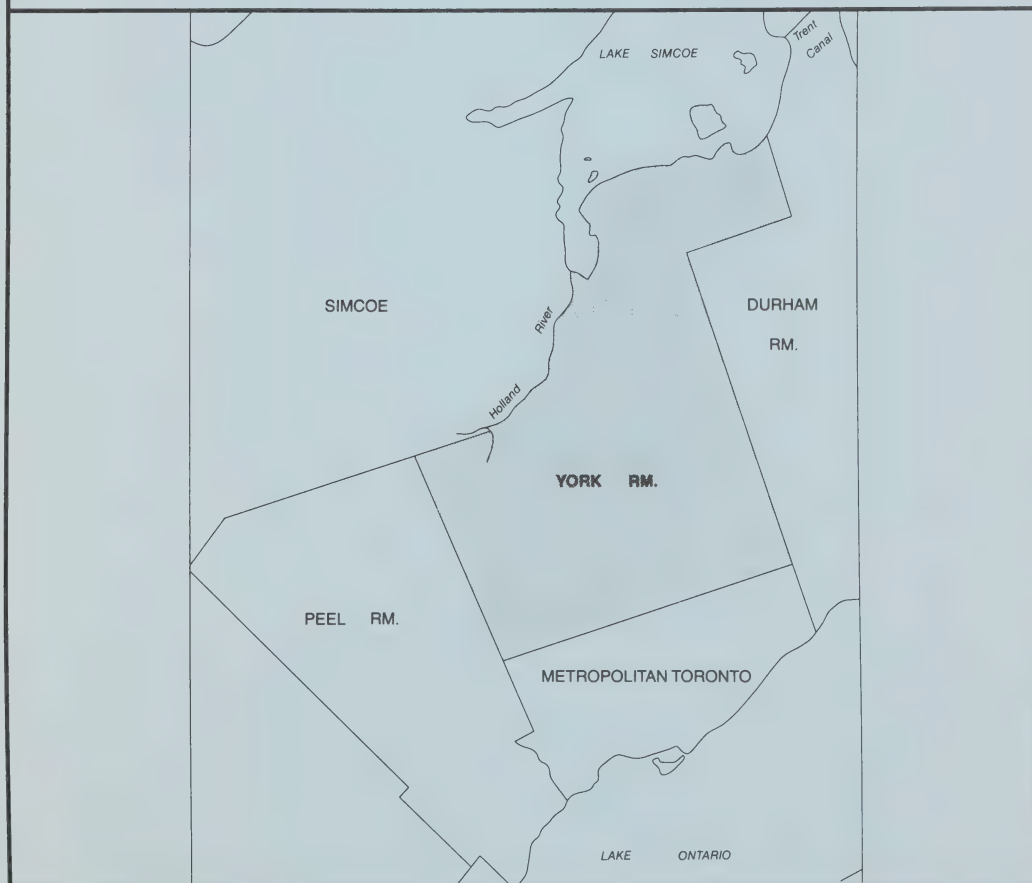 LAKE SIMCOE
Trent
Canal
SIMCOE
DURHAM
RM.
River
Holland
YORK RM.
PEEL RM.
METROPOLITAN TORONTO
LAKE ONTARIO